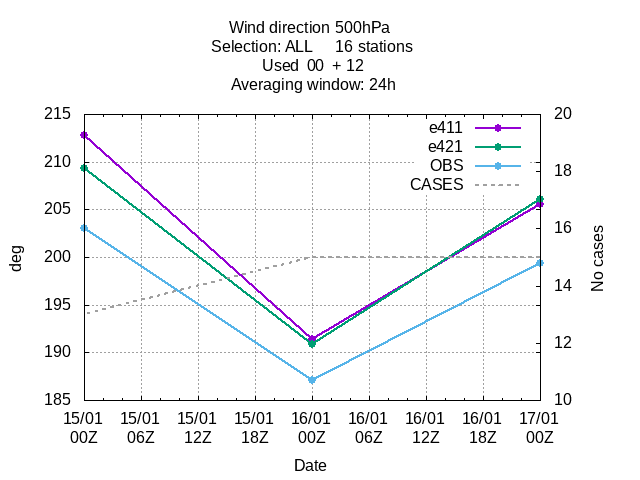 Wind direction 500hPa
Selection: ALL 16 stations
Used 00 + 12
Averaging window: 24h
215 20
e411
e421
OBS
CASES
210 18
205 16
200
195 14
190 12
185 10
deg
No cases
15/01 15/01 15/01 15/01 16/01 16/01 16/01 16/01 17/01
00Z 06Z 12Z 18Z 00Z 06Z 12Z 18Z 00Z
Date